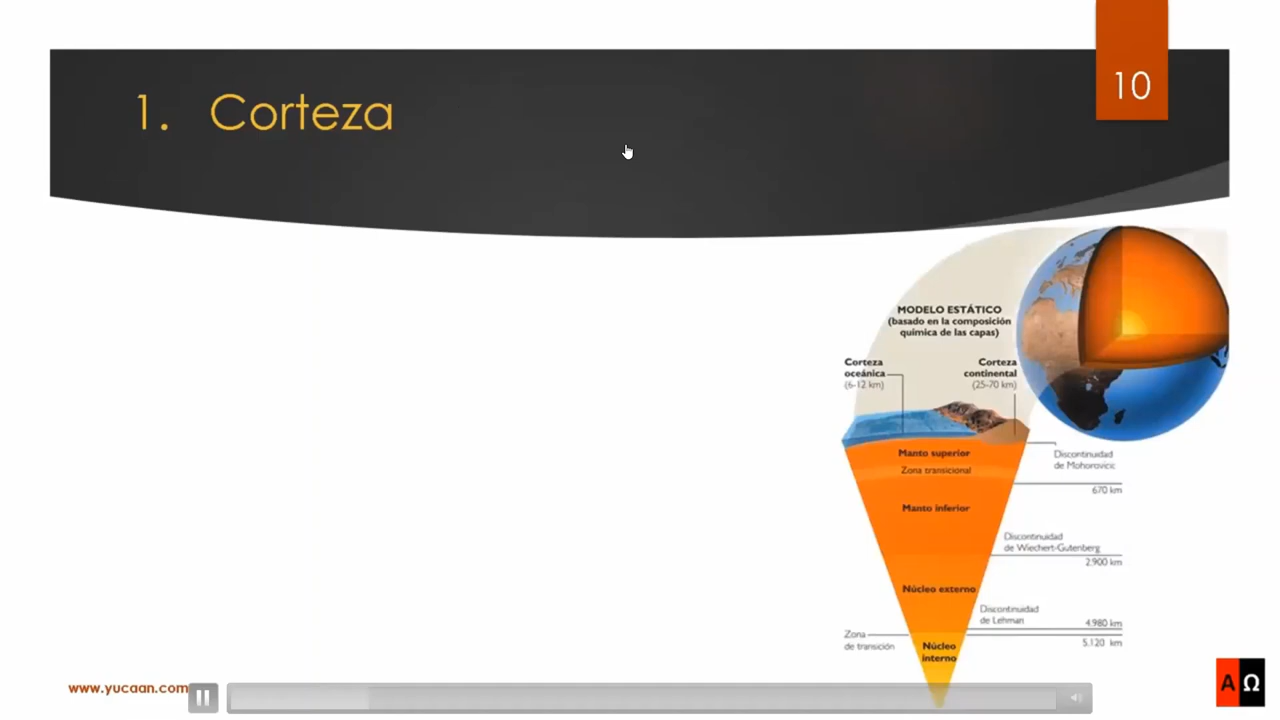 10
1. Corteza
MODELO ESTÁTICO
(basado en la composición
química de las capas)
Corteza
oceánica
(6-12 km)
Corteza
continental
(25-70 km)
Manto superior
Zona transicional
Discontinuidad
de Mohorovicic
670 km
Manto inferior
Discontinuidad
de Wiechert-Gutenberg
2.900 km
Núcleo externo
Discontinuidad
de Lehman
4.980 km
Zona
de transición
5.120 km
Núcleo
interno
www.yucaan.com
ΑΩ